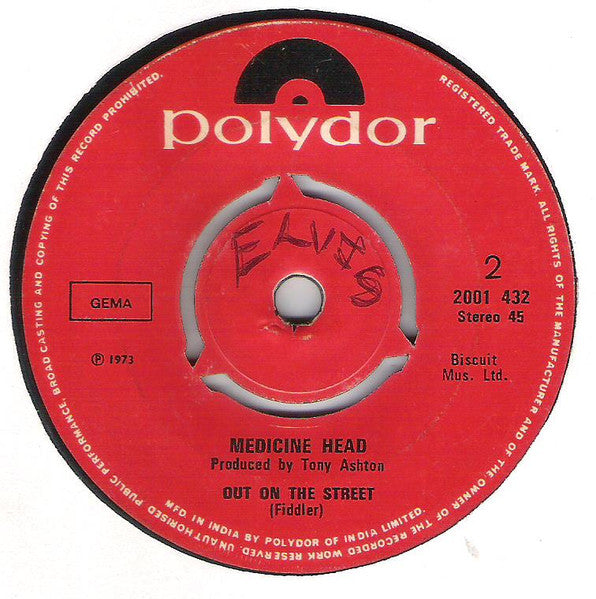 polydor
ELVIS
2
2001 432
Stereo 45
GEMA
℗ 1973
Biscuit
Mus. Ltd.
MEDICINE HEAD
Produced by Tony Ashton
OUT ON THE STREET
(Fiddler)
MFD. IN INDIA BY POLYDOR OF INDIA LIMITED.
REGISTERED TRADE MARK. ALL RIGHTS OF THE MANUFACTURER AND OF THE OWNER OF THE RECORDED WORK RESERVED. UNAUTHORISED PUBLIC PERFORMANCE, BROADCASTING AND COPYING OF THIS RECORD PROHIBITED.